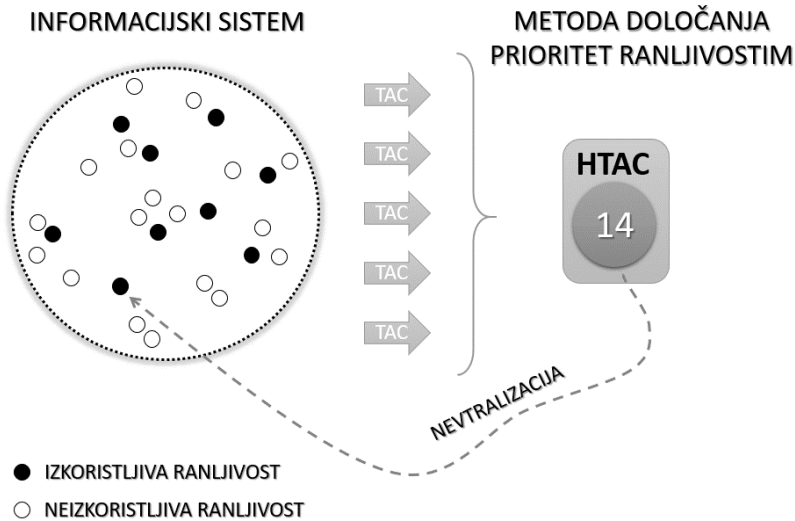 INFORMACIJSKI SISTEM
METODA DOLOČANJA
PRIORITET RANLJIVOSTIM
TAC
TAC
TAC
TAC
TAC
HTAC
14
NEVTRALIZACIJA
IZKORISTLJIVA RANLJIVOST
NEIZKORISTLJIVA RANLJIVOST